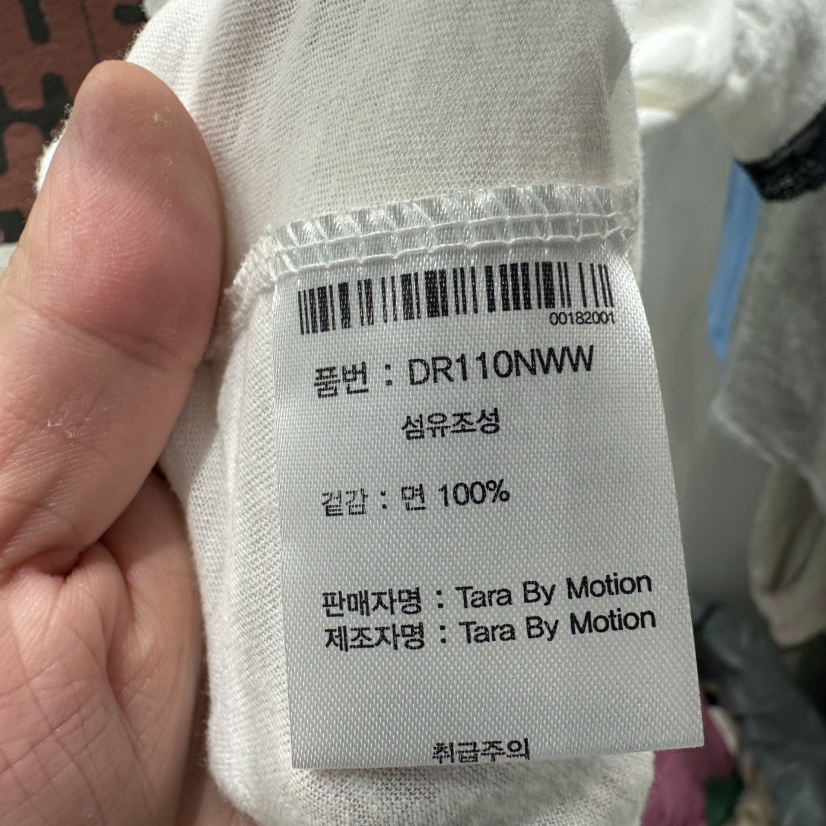 00182001
품번 : DR110NWW
섬유조성
겉감 : 면 100%
판매자명 : Tara By Motion
제조자명 : Tara By Motion
취급주의